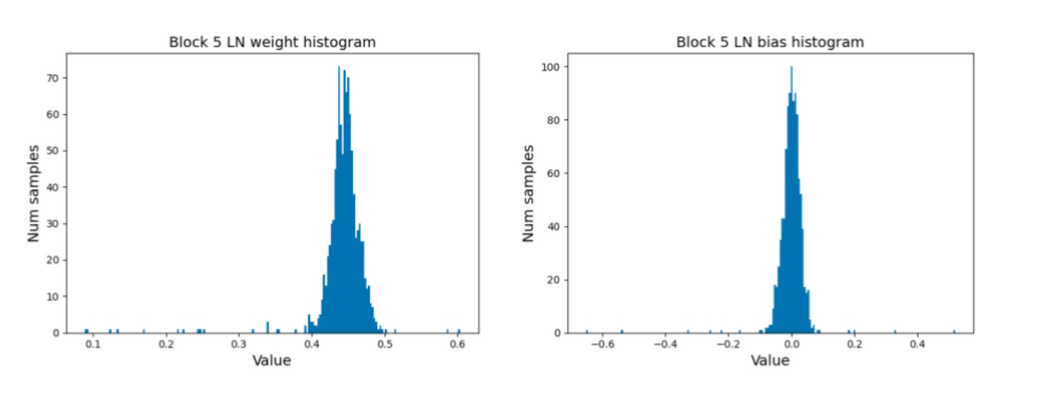 Block 5 LN weight histogram
Num samples
70
60
50
40
30
20
10
0
0.1 0.2 0.3 0.4 0.5 0.6
Value
Block 5 LN bias histogram
Num samples
100
80
60
40
20
0
−0.6 −0.4 −0.2 0.0 0.2 0.4
Value